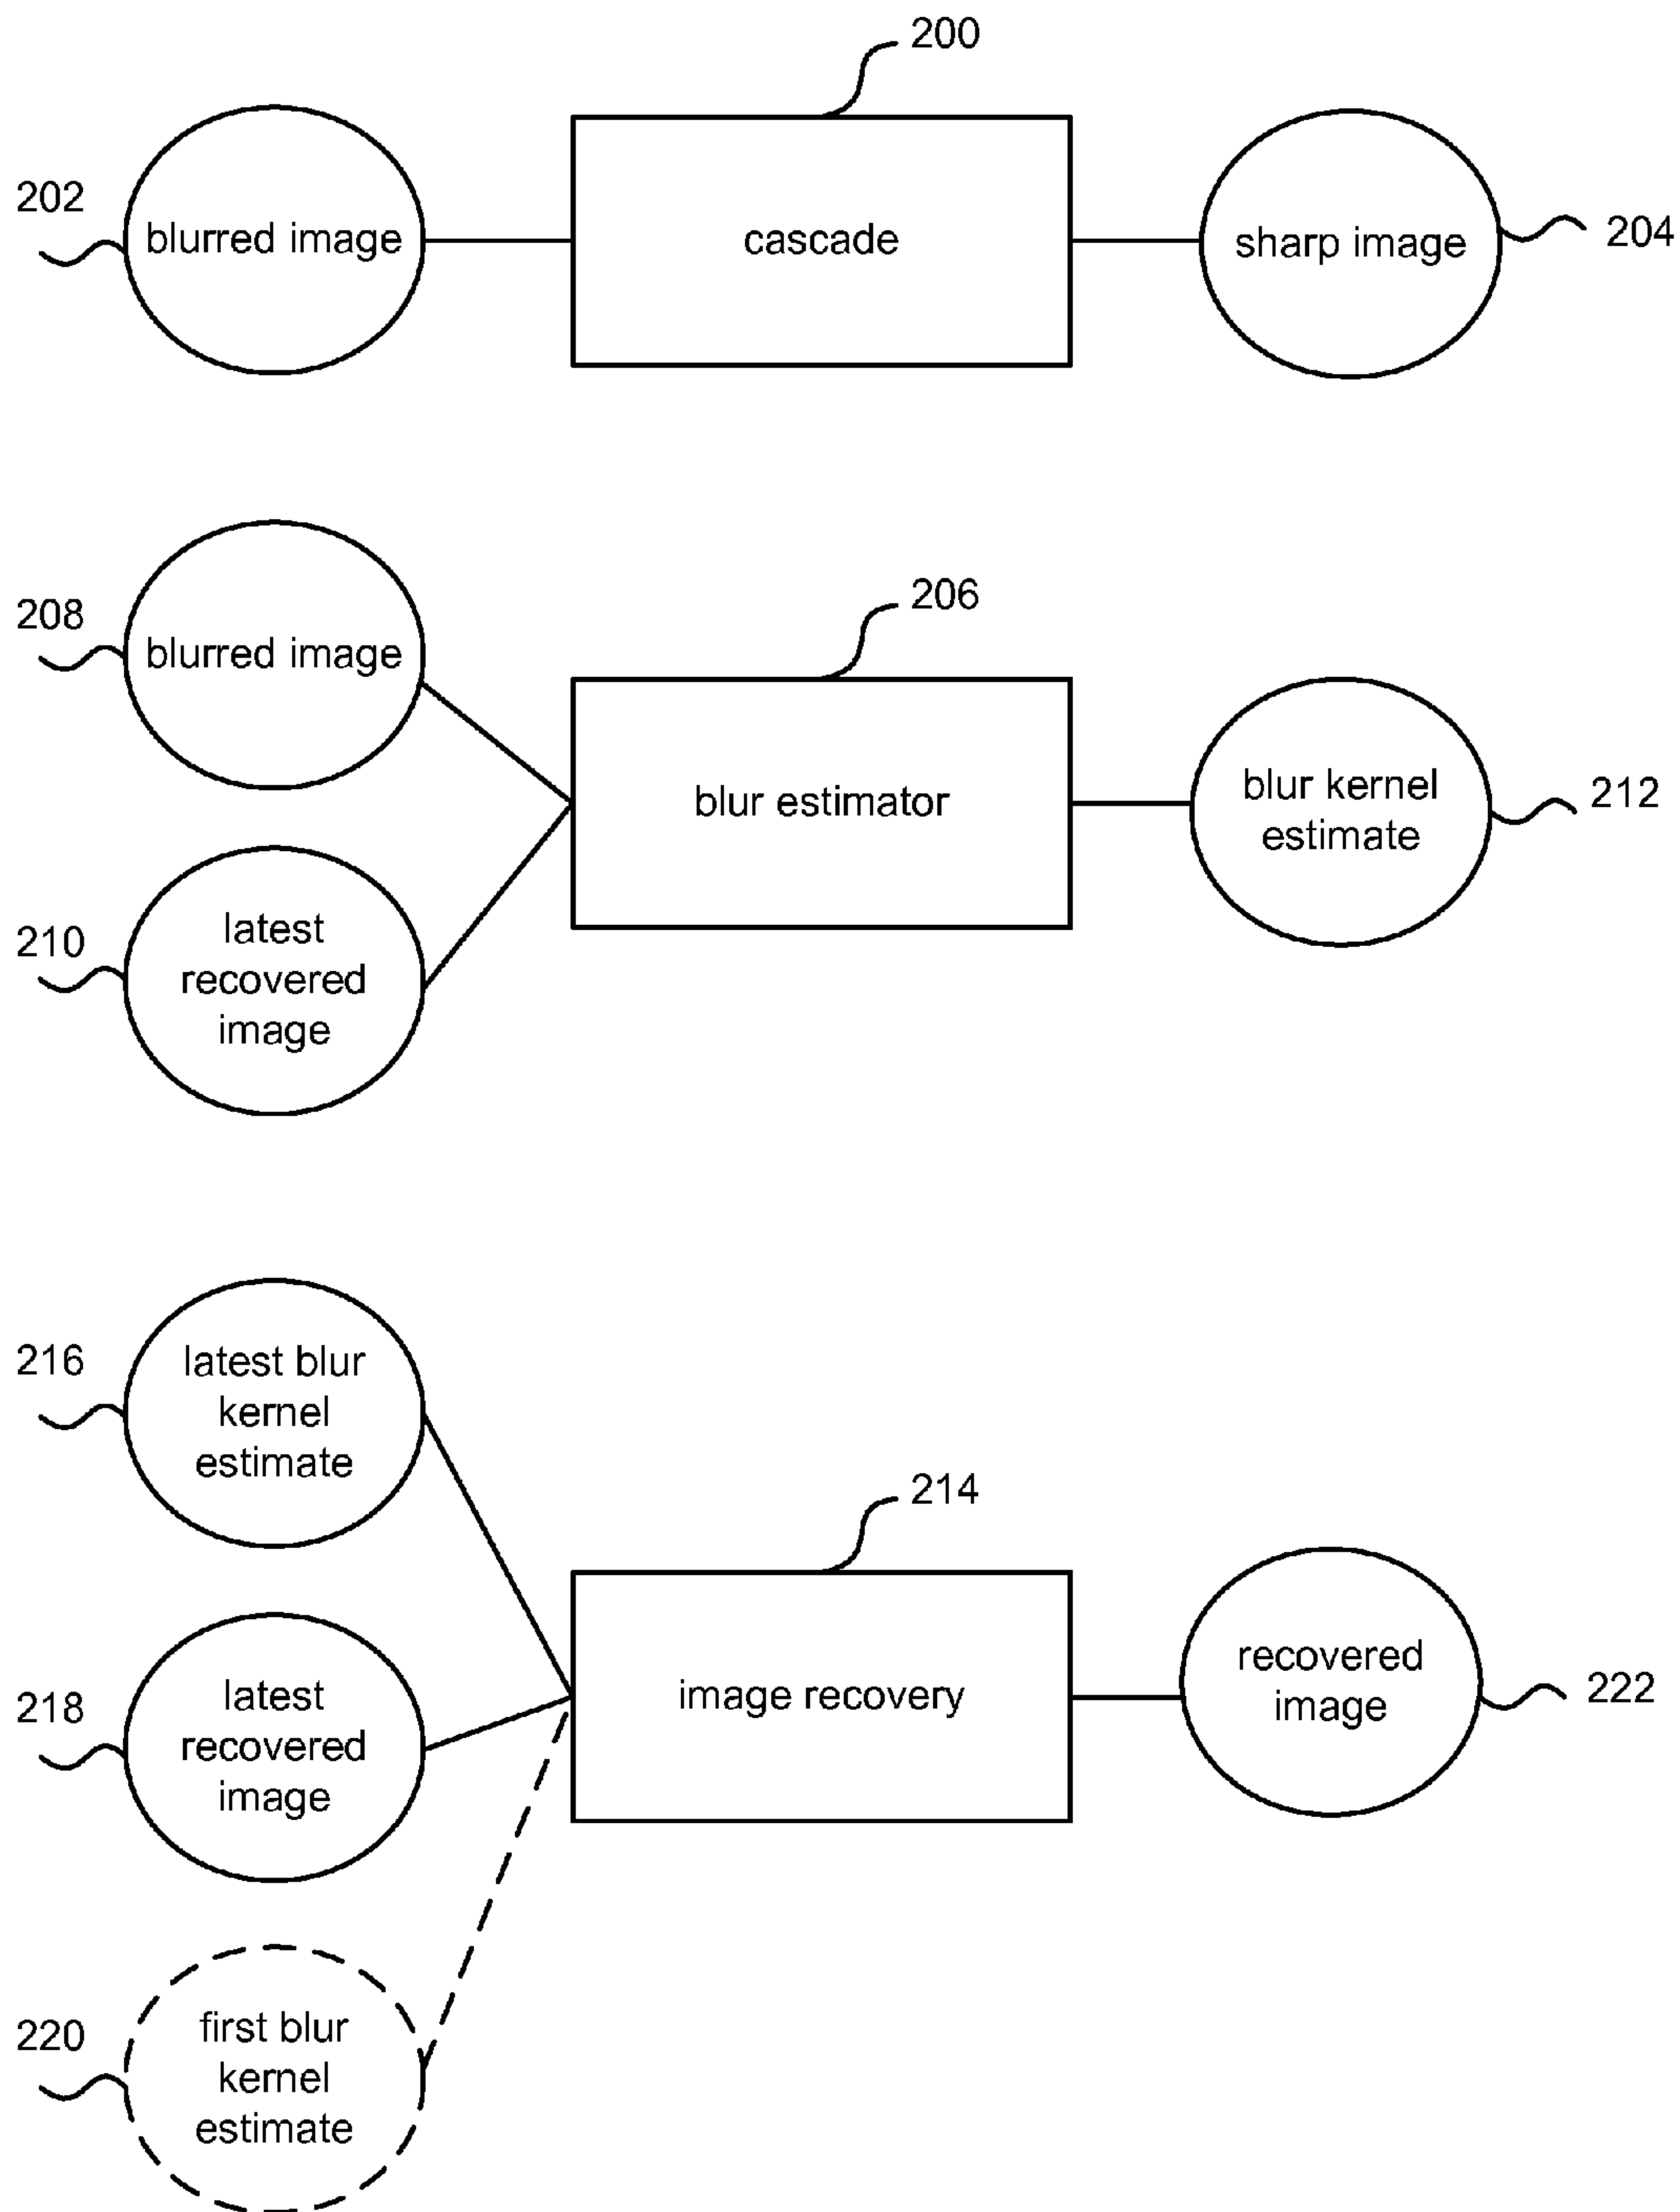 200
202
blurred image
cascade
sharp image
204
208
blurred image
206
blur estimator
blur kernel
estimate
212
210
latest
recovered
image
216
latest blur
kernel
estimate
214
image recovery
recovered
image
222
218
latest
recovered
image
220
first blur
kernel
estimate